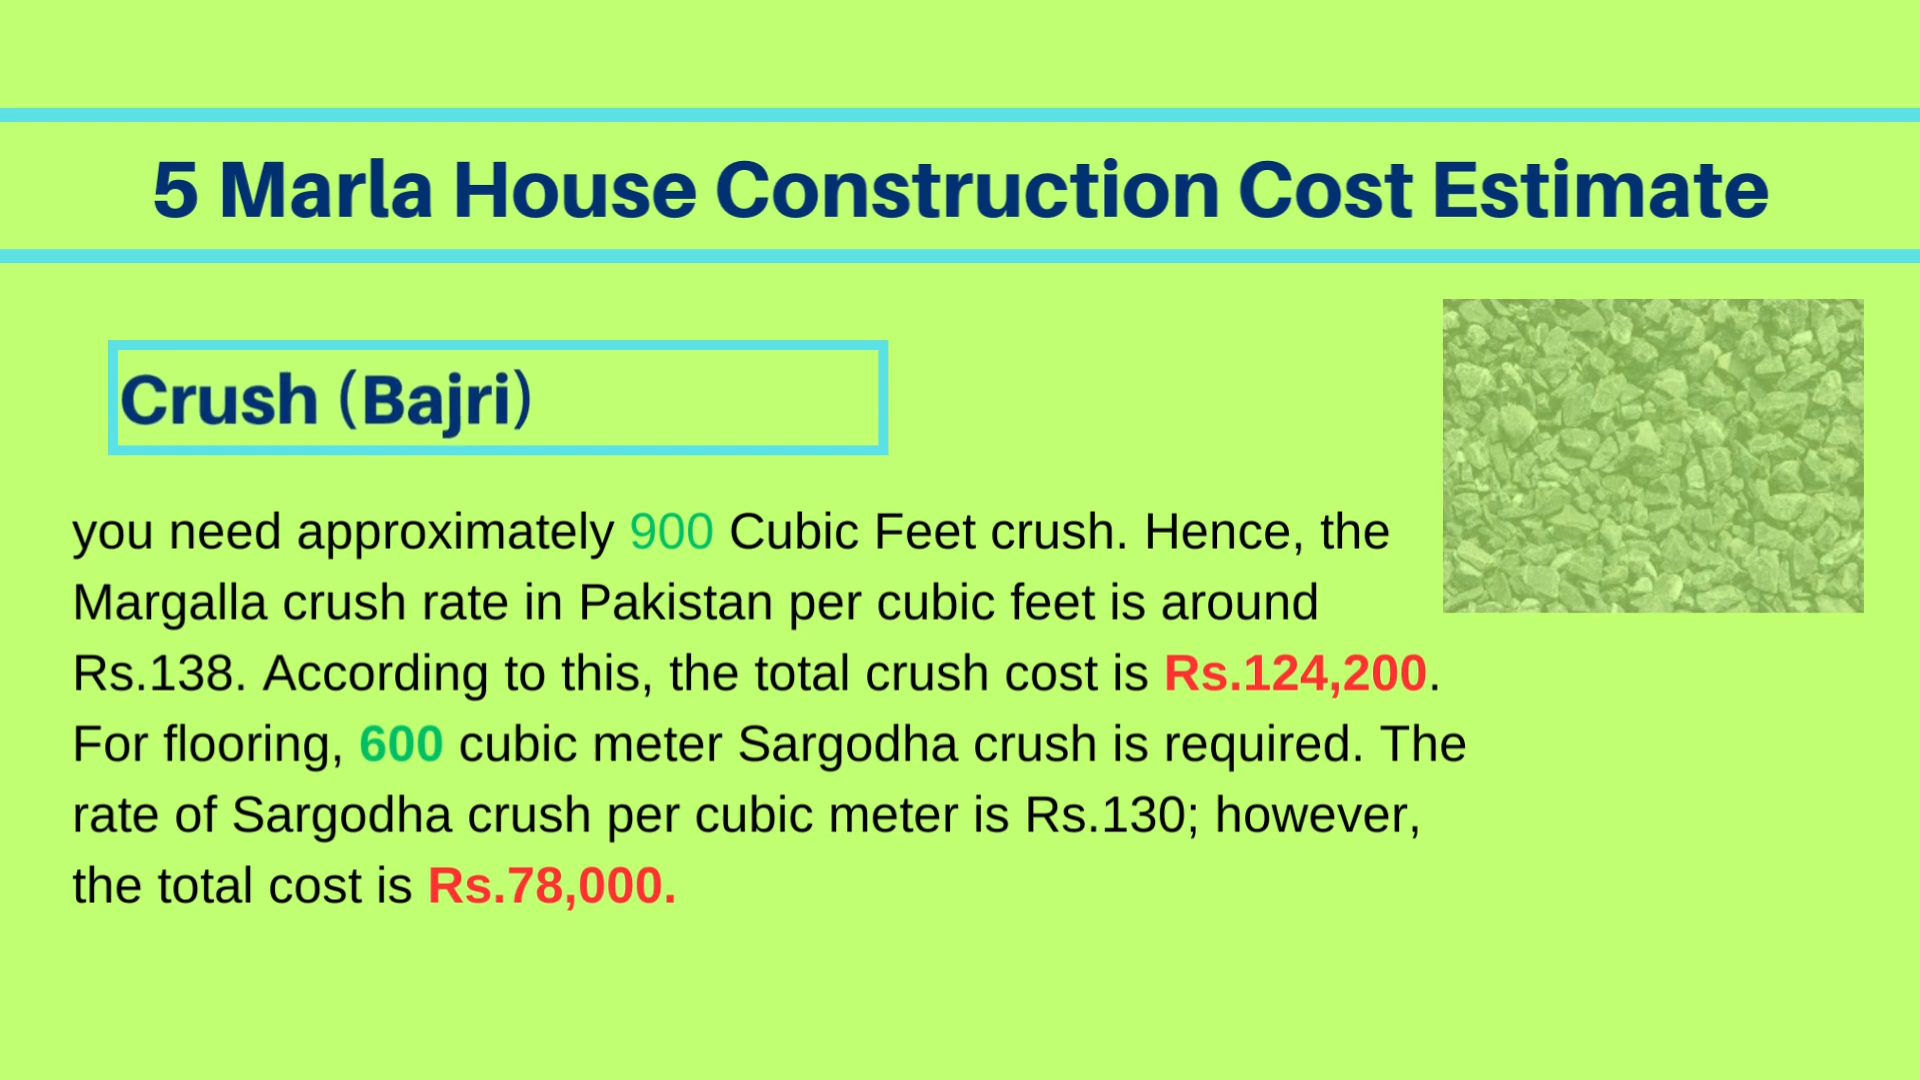 5 Marla House Construction Cost Estimate
Crush (Bajri)
you need approximately 900 Cubic Feet crush. Hence, the
Margalla crush rate in Pakistan per cubic feet is around
Rs.138. According to this, the total crush cost is Rs.124,200.
For flooring, 600 cubic meter Sargodha crush is required. The
rate of Sargodha crush per cubic meter is Rs.130; however,
the total cost is Rs.78,000.